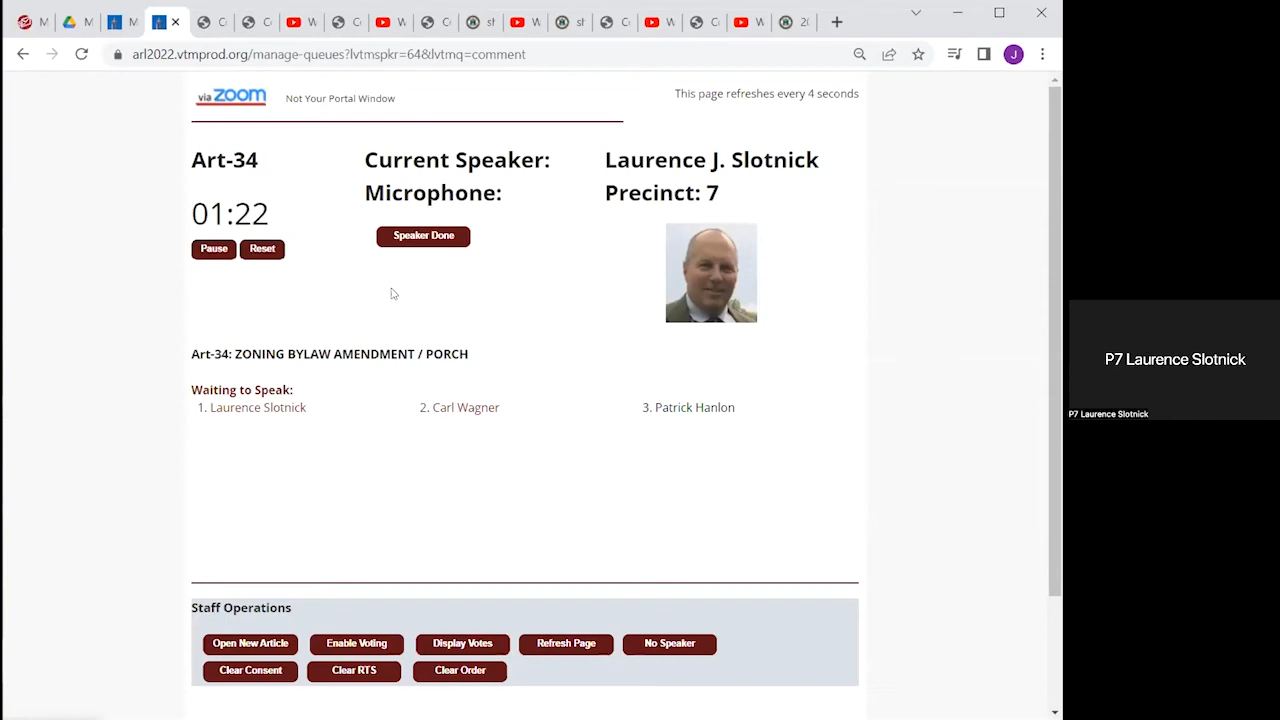 M
M
M
C
C
W
C
W
C
st
W
st
C
W
C
W
20
arl2022.vtmprod.org/manage-queues?lvtmspkr=64&lvtmq=comment
J
via zoom
Not Your Portal Window
This page refreshes every 4 seconds
Art-34
Current Speaker:
Laurence J. Slotnick
Microphone:
Precinct: 7
01:22
Pause
Reset
Speaker Done
Art-34: ZONING BYLAW AMENDMENT / PORCH
Waiting to Speak:
1. Laurence Slotnick
2. Carl Wagner
3. Patrick Hanlon
Staff Operations
Open New Article
Enable Voting
Display Votes
Refresh Page
No Speaker
Clear Consent
Clear RTS
Clear Order
P7 Laurence Slotnick
P7 Laurence Slotnick